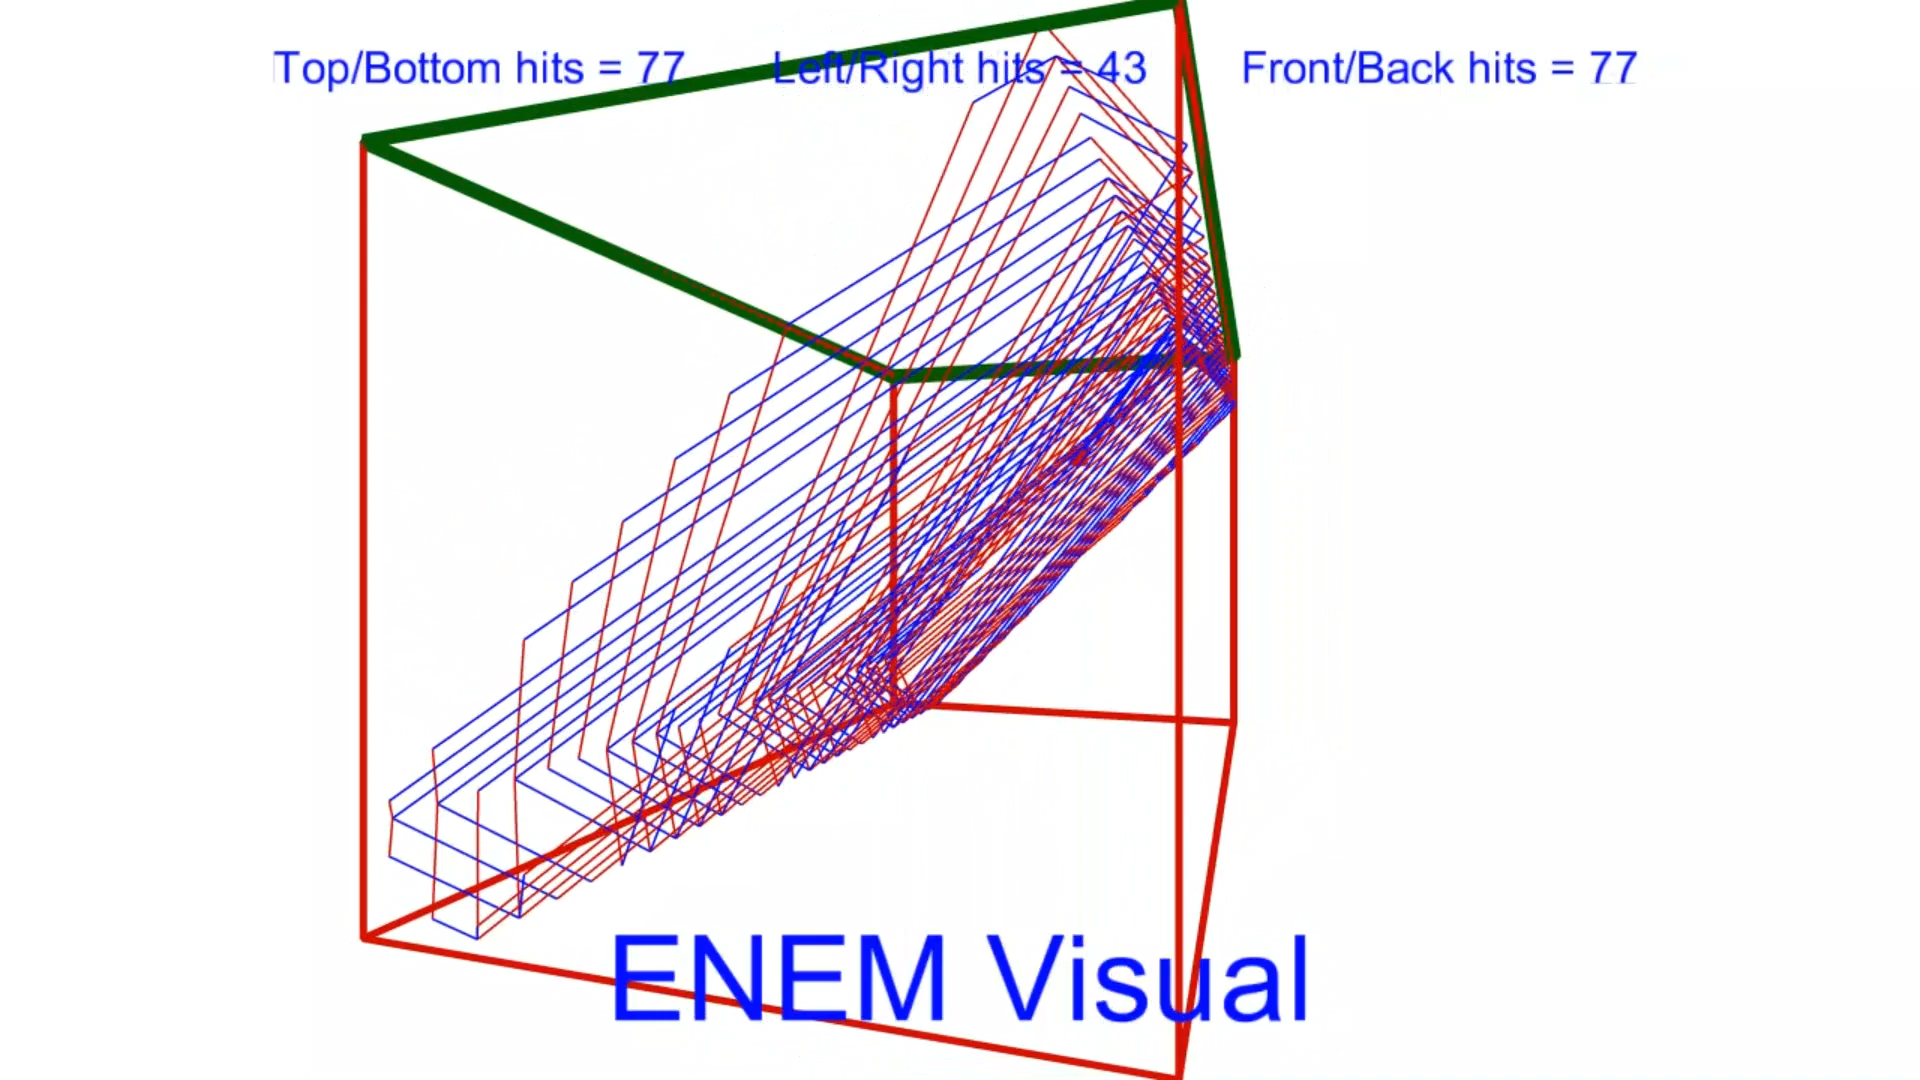 Top/Bottom hits = 77 Left/Right hits = 43 Front/Back hits = 77
ENEM Visual